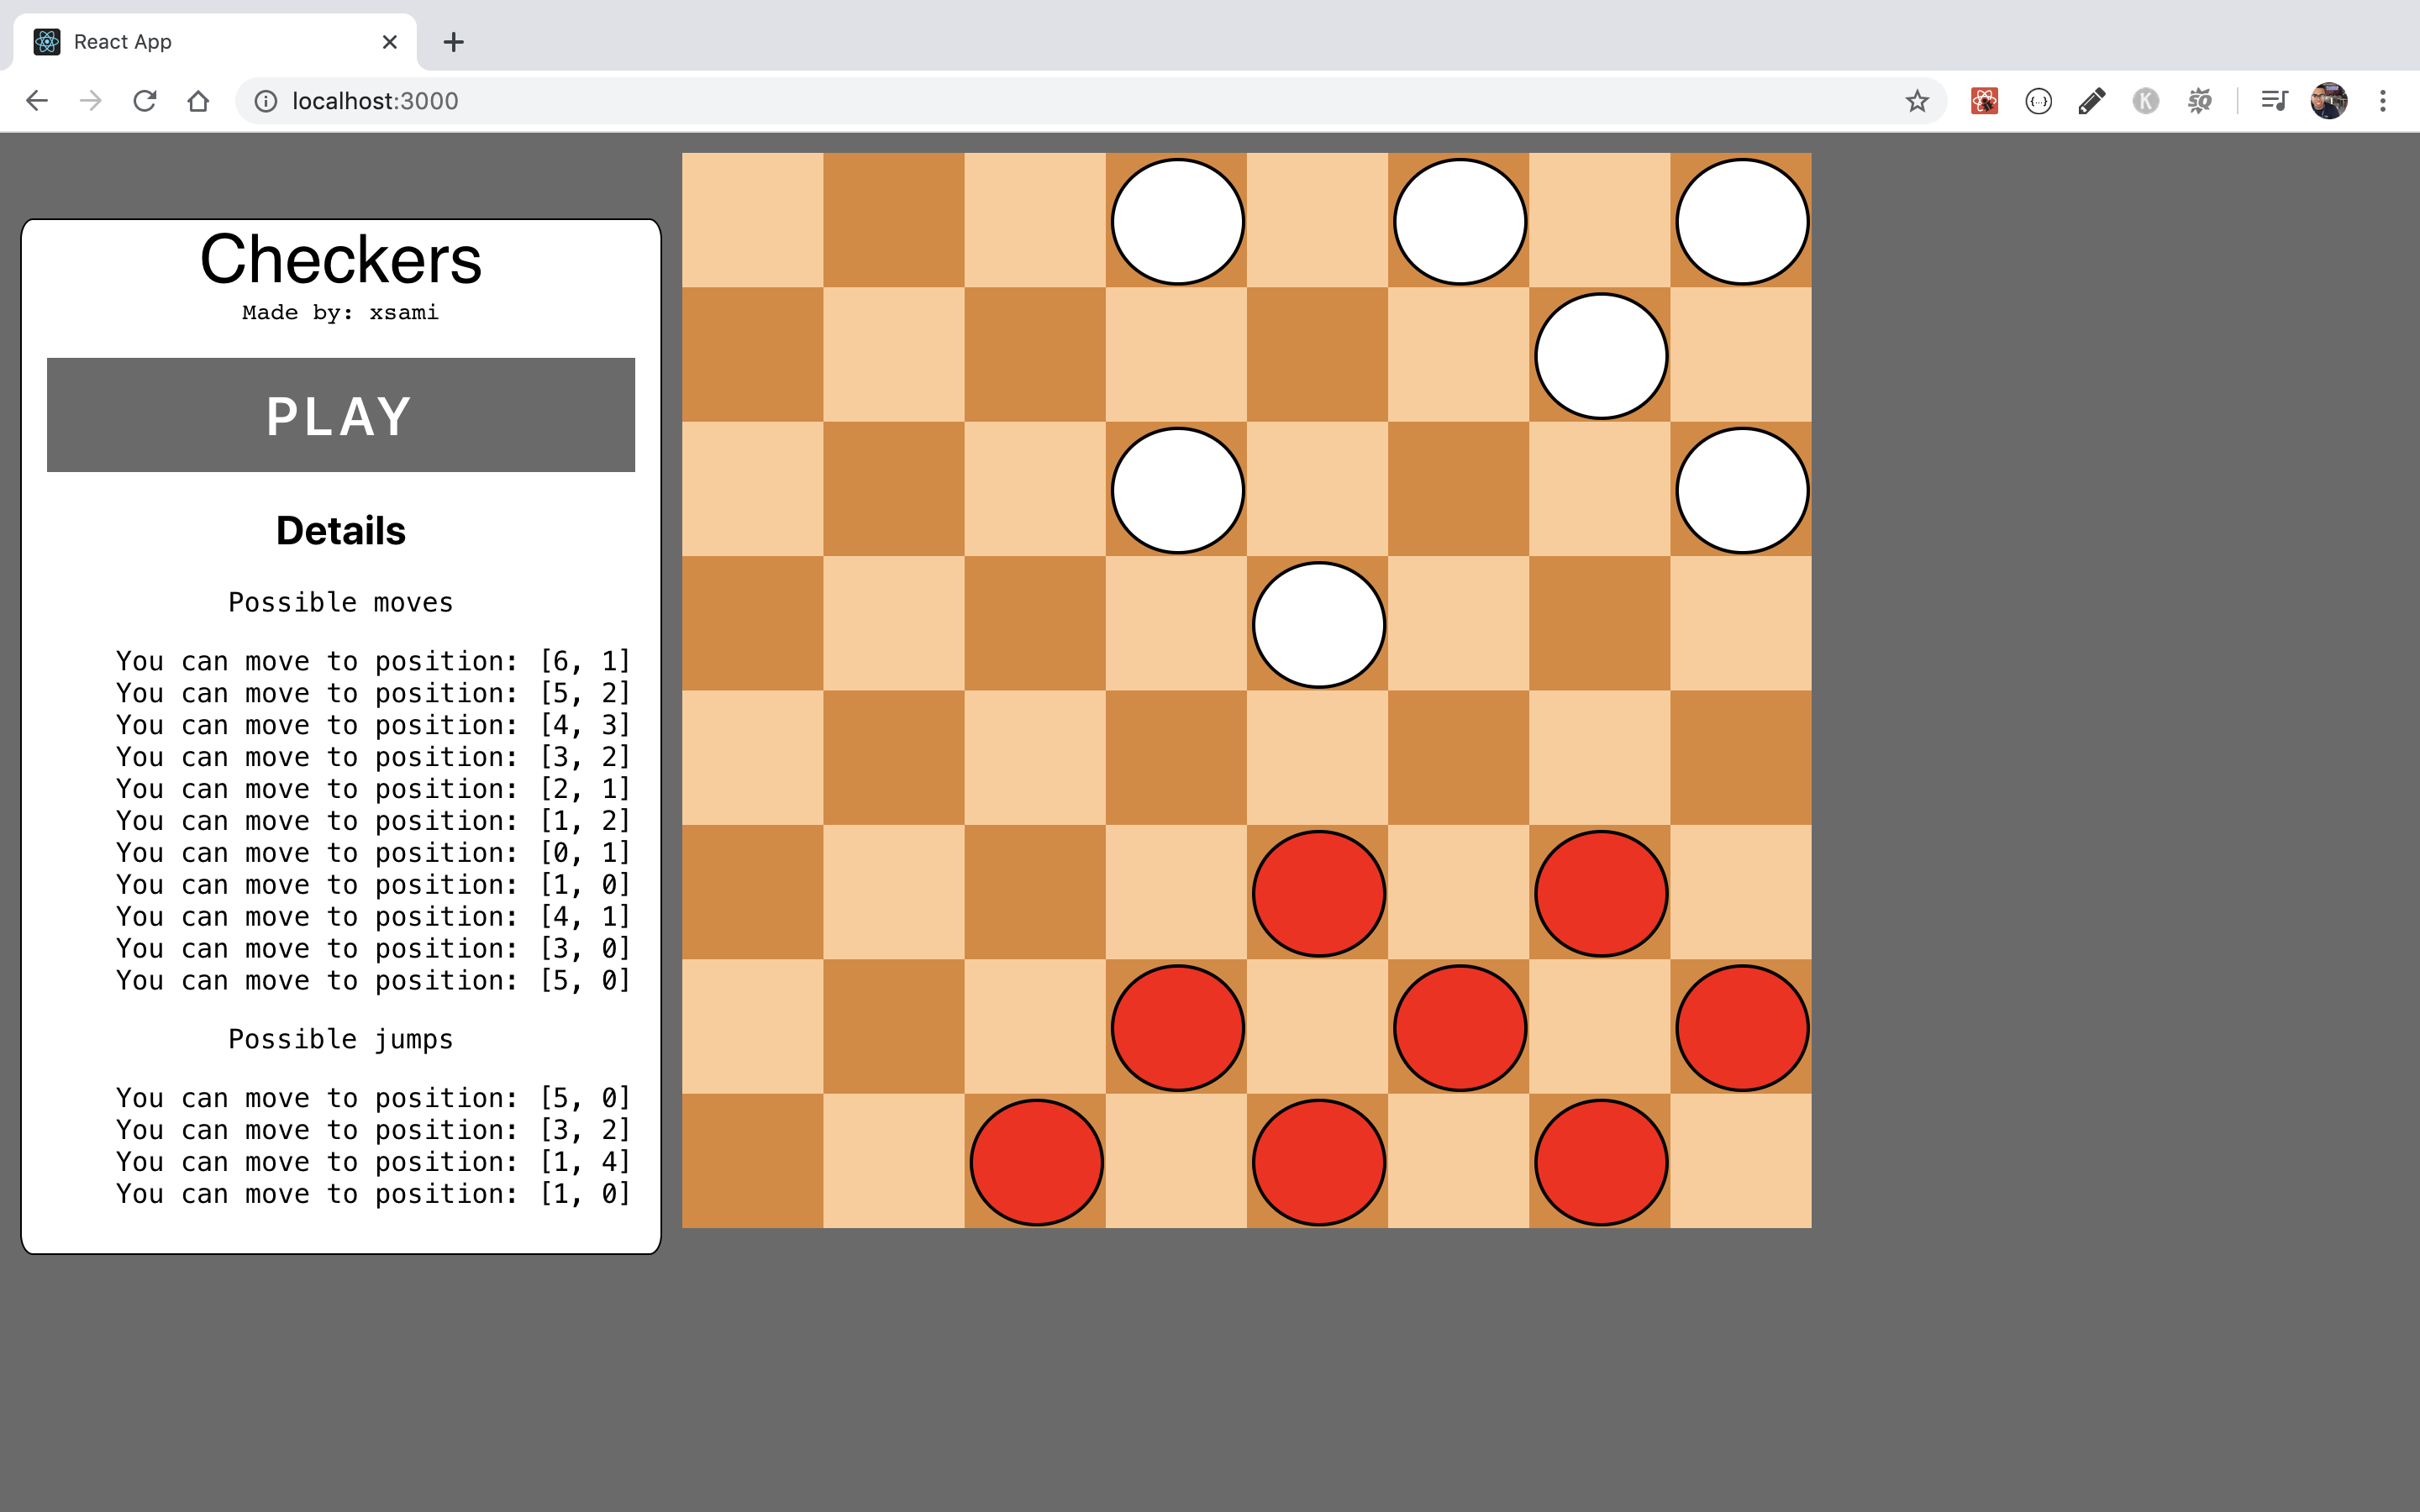 React App
localhost:3000
Checkers
Made by: xsami
PLAY
Details
Possible moves
You can move to position: [6, 1]
You can move to position: [5, 2]
You can move to position: [4, 3]
You can move to position: [3, 2]
You can move to position: [2, 1]
You can move to position: [1, 2]
You can move to position: [0, 1]
You can move to position: [1, 0]
You can move to position: [4, 1]
You can move to position: [3, 0]
You can move to position: [5, 0]
Possible jumps
You can move to position: [5, 0]
You can move to position: [3, 2]
You can move to position: [1, 4]
You can move to position: [1, 0]